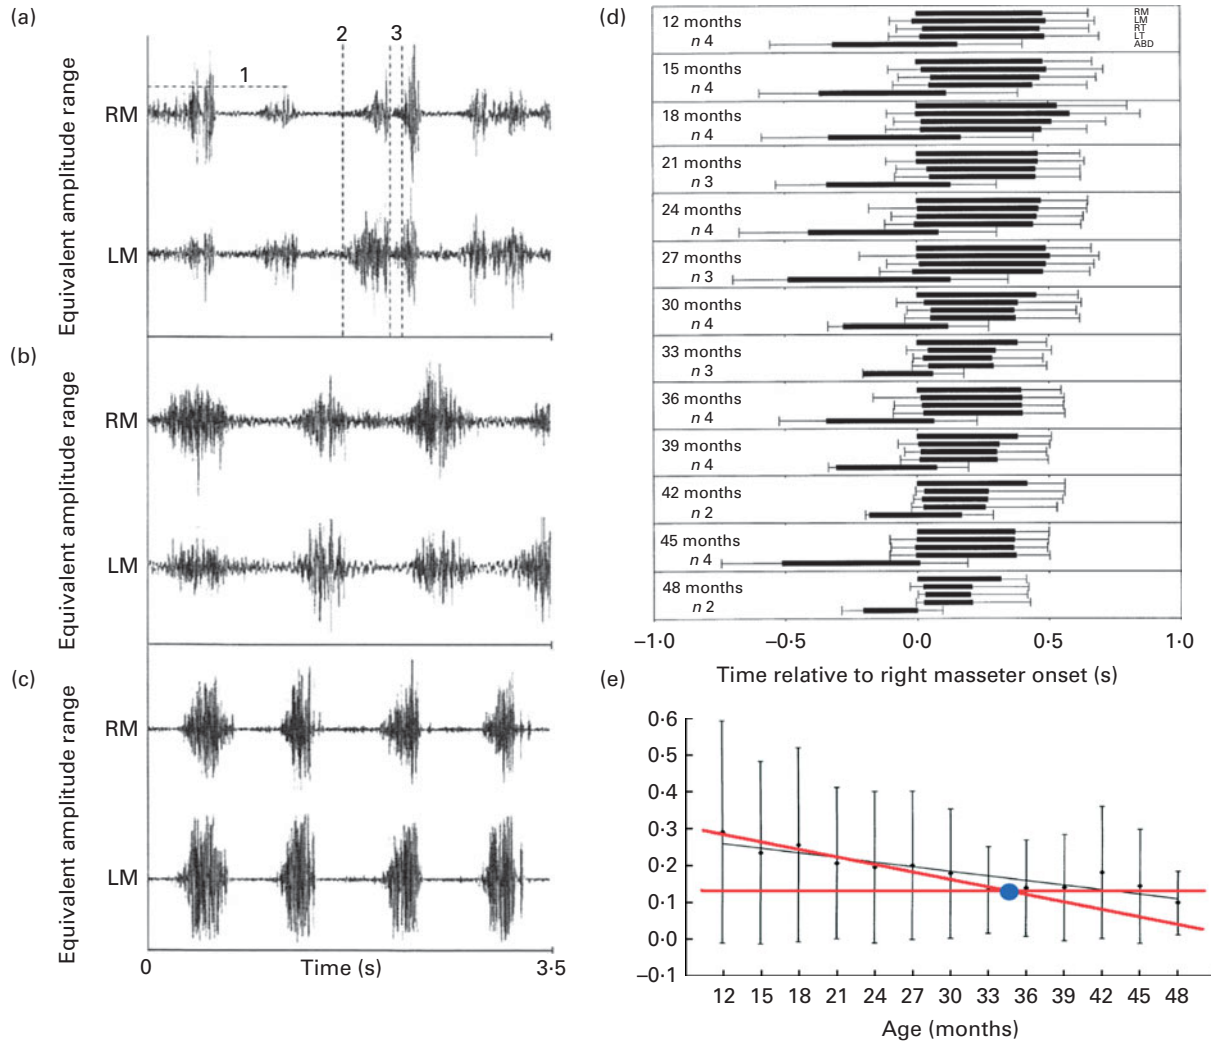 (a)
1
2
3
RM
LM
Equivalent amplitude range
(b)
RM
LM
Equivalent amplitude range
(c)
RM
LM
Equivalent amplitude range
0
Time (s)
3·5
(d)
12 months
n 4
RM
LM
RT
LT
ABD
15 months
n 4
18 months
n 4
21 months
n 3
24 months
n 4
27 months
n 3
30 months
n 4
33 months
n 3
36 months
n 4
39 months
n 4
42 months
n 2
45 months
n 4
48 months
n 2
–1·0 –0·5 0·0 0·5 1·0
Time relative to right masseter onset (s)
(e)
0·6
0·5
0·4
0·3
0·2
0·1
0·0
–0·1
12 15 18 21 24 27 30 33 36 39 42 45 48
Age (months)